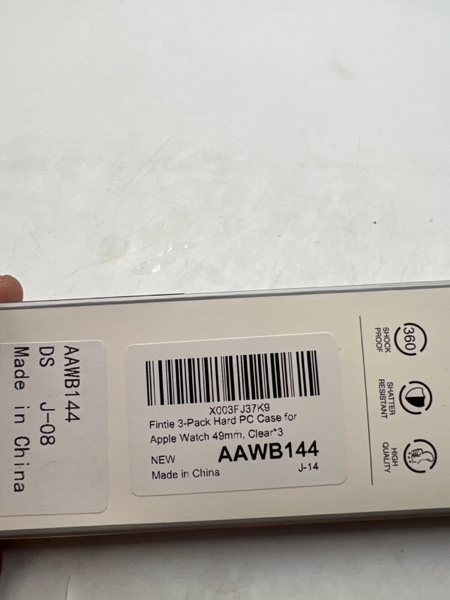 AAWB144
DS J-08
Made in China
X003FJ37K9
Fintie 3-Pack Hard PC Case for
Apple Watch 49mm, Clear*3
NEW AAWB144
Made in China J-14
360
SHOCK
PROOF
SHATTER
RESISTANT
HIGH
QUALITY